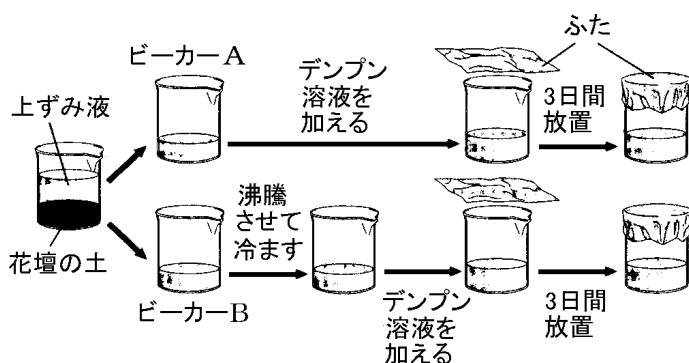 ビーカーA
上ずみ液
花壇の土
デンプン
溶液を
加える
ふた
3日間
放置
ビーカーB
沸騰
させて
冷ます
デンプン
溶液を
加える
3日間
放置